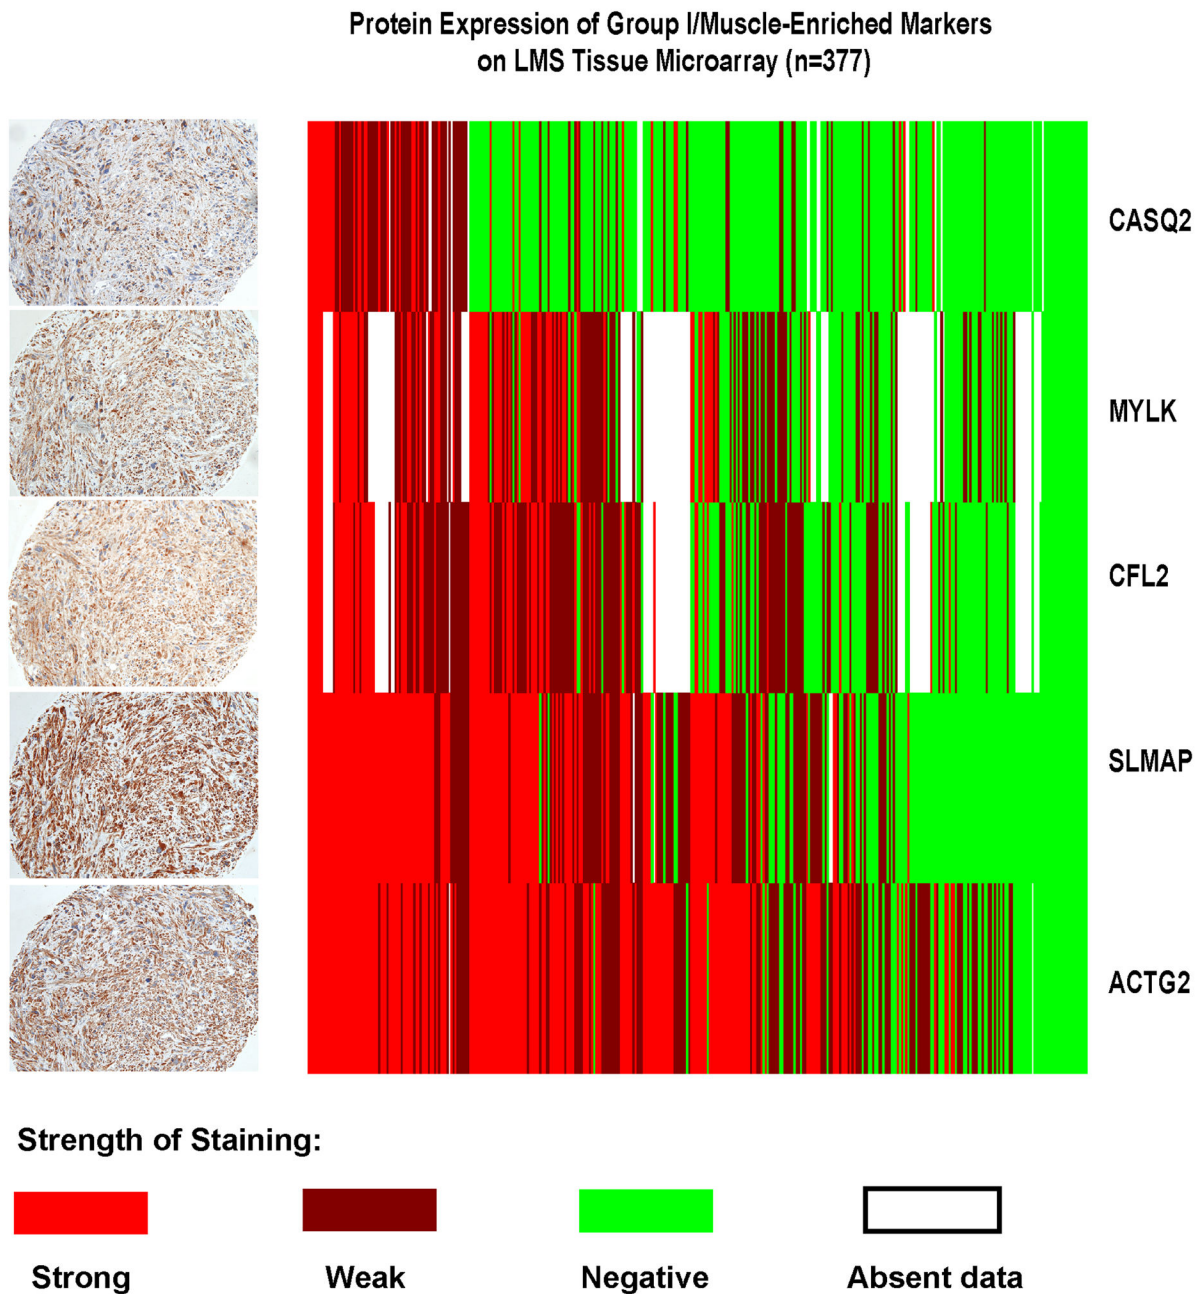 Protein Expression of Group I/Muscle-Enriched Markers
on LMS Tissue Microarray (n=377)
CASQ2
MYLK
CFL2
SLMAP
ACTG2
Strength of Staining:
Strong Weak Negative Absent data